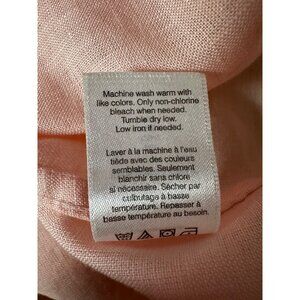 Machine wash warm with
like colors. Only non-chlorine
bleach when needed.
Tumble dry low.
Low iron if needed.
Laver à la machine à l'eau
tiède avec des couleurs
semblables. Seulement
blanchir sans chlore
si nécessaire. Sécher par
culbutage à basse
température. Repasser à
basse température au besoin.